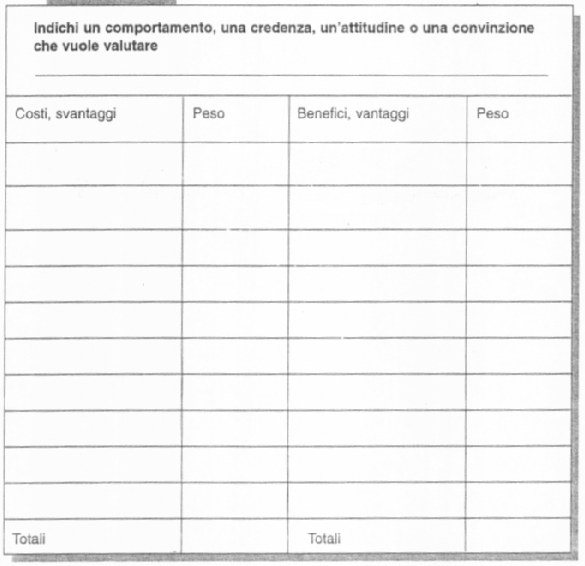 Indichi un comportamento, una credenza, un'attitudine o una convinzione
che vuole valutare
Costi, svantaggi Peso Benefici, vantaggi Peso
Totali Totali